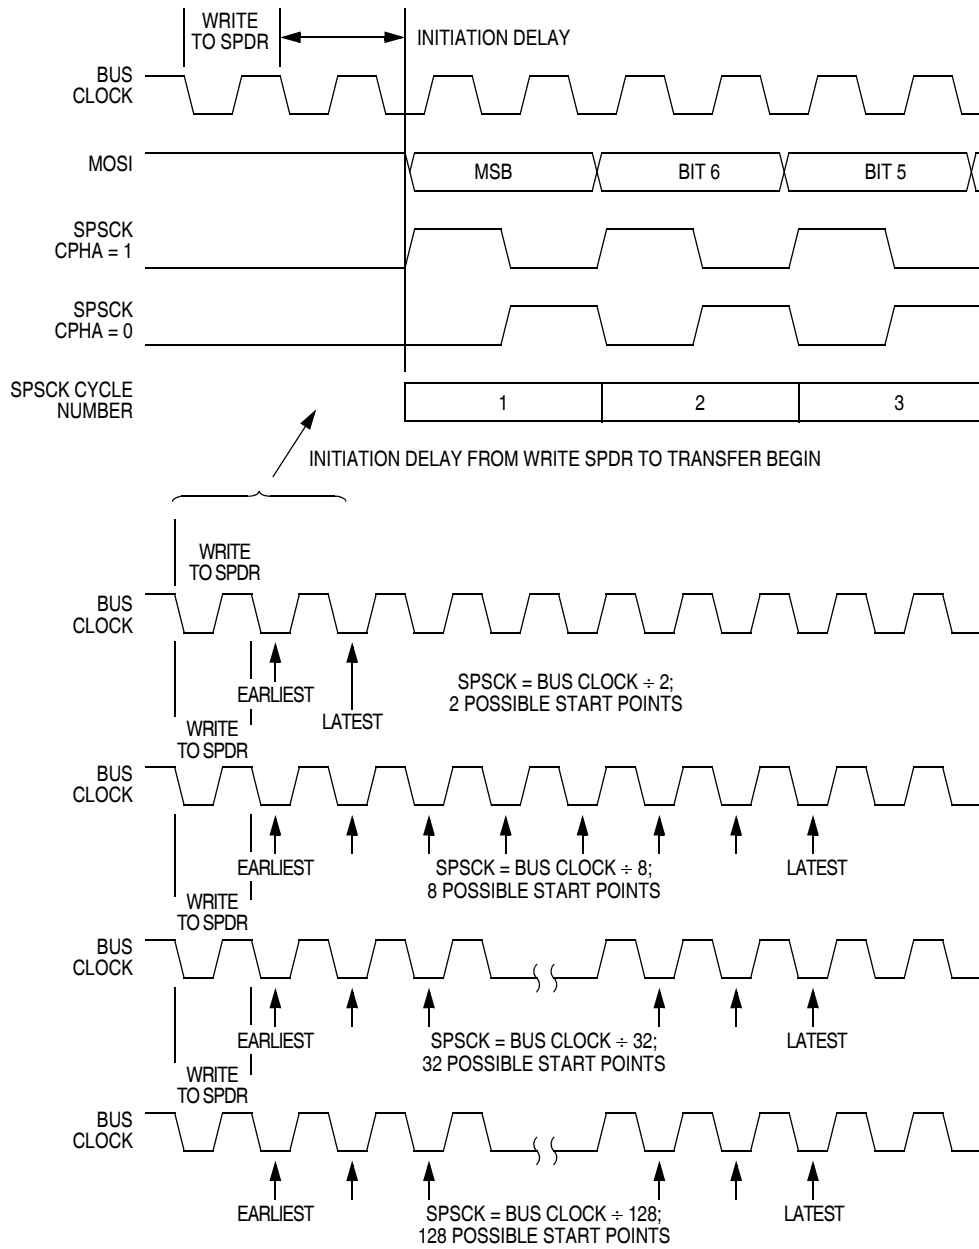 WRITE
TO SPDR
INITIATION DELAY
BUS
CLOCK
MOSI
MSB
BIT 6
BIT 5
SPSCK
CPHA = 1
SPSCK
CPHA = 0
SPSCK CYCLE
NUMBER
1
2
3
INITIATION DELAY FROM WRITE SPDR TO TRANSFER BEGIN
WRITE
TO SPDR
BUS
CLOCK
EARLIEST
LATEST
SPSCK = BUS CLOCK ÷ 2;
2 POSSIBLE START POINTS
WRITE
TO SPDR
BUS
CLOCK
EARLIEST
SPSCK = BUS CLOCK ÷ 8;
8 POSSIBLE START POINTS
LATEST
WRITE
TO SPDR
BUS
CLOCK
EARLIEST
SPSCK = BUS CLOCK ÷ 32;
32 POSSIBLE START POINTS
LATEST
WRITE
TO SPDR
BUS
CLOCK
EARLIEST
SPSCK = BUS CLOCK ÷ 128;
128 POSSIBLE START POINTS
LATEST